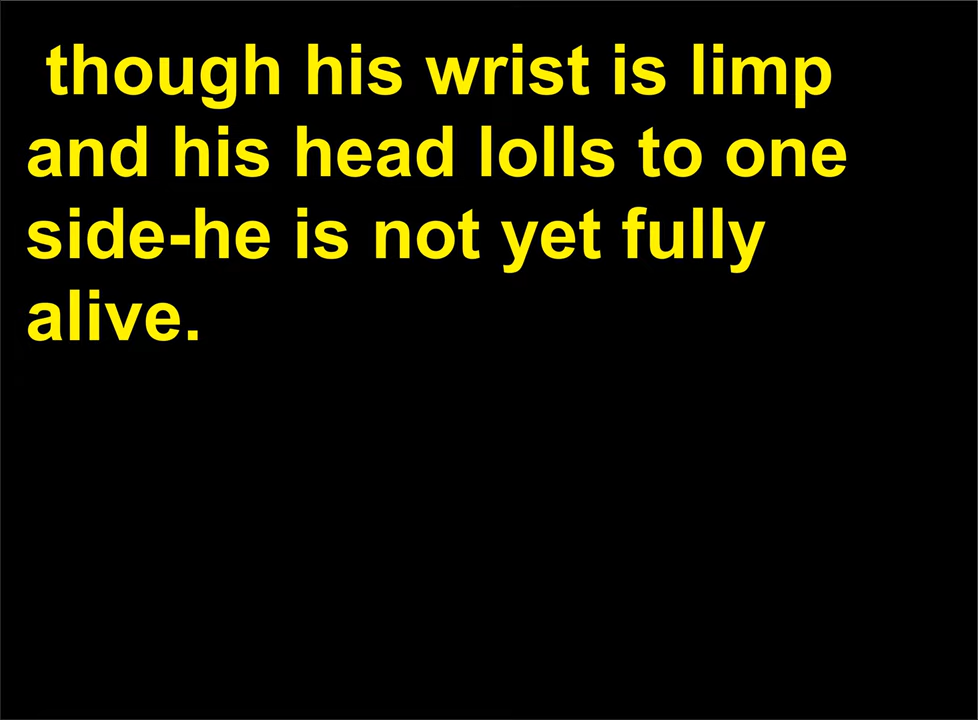 though his wrist is limp
and his head lolls to one
side-he is not yet fully
alive.